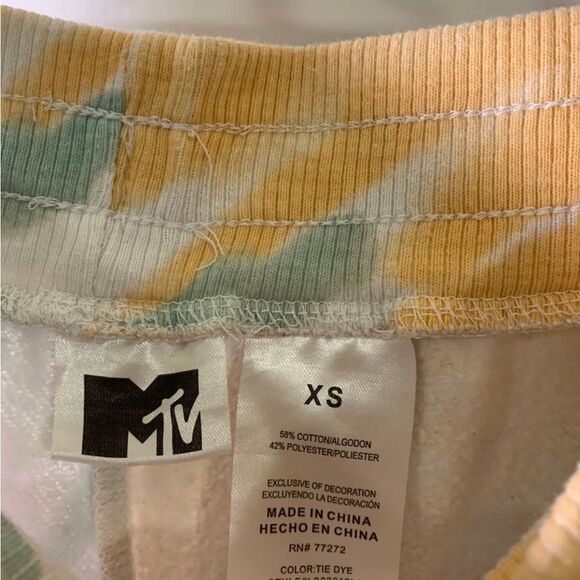 MTV
XS
58% COTTON/ALGODON
42% POLYESTER/POLIESTER
EXCLUSIVE OF DECORATION
EXCLUYENDO LA DECORACIÓN
MADE IN CHINA
HECHO EN CHINA
RN# 77272
COLOR:TIE DYE